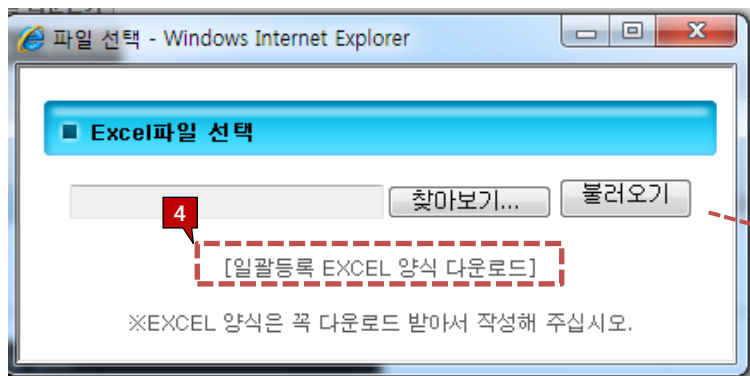 파일 선택 - Windows Internet Explorer
■ Excel파일 선택
찾아보기... 불러오기
4
[일괄등록 EXCEL 양식 다운로드]
※EXCEL 양식은 꼭 다운로드 받아서 작성해 주십시오.